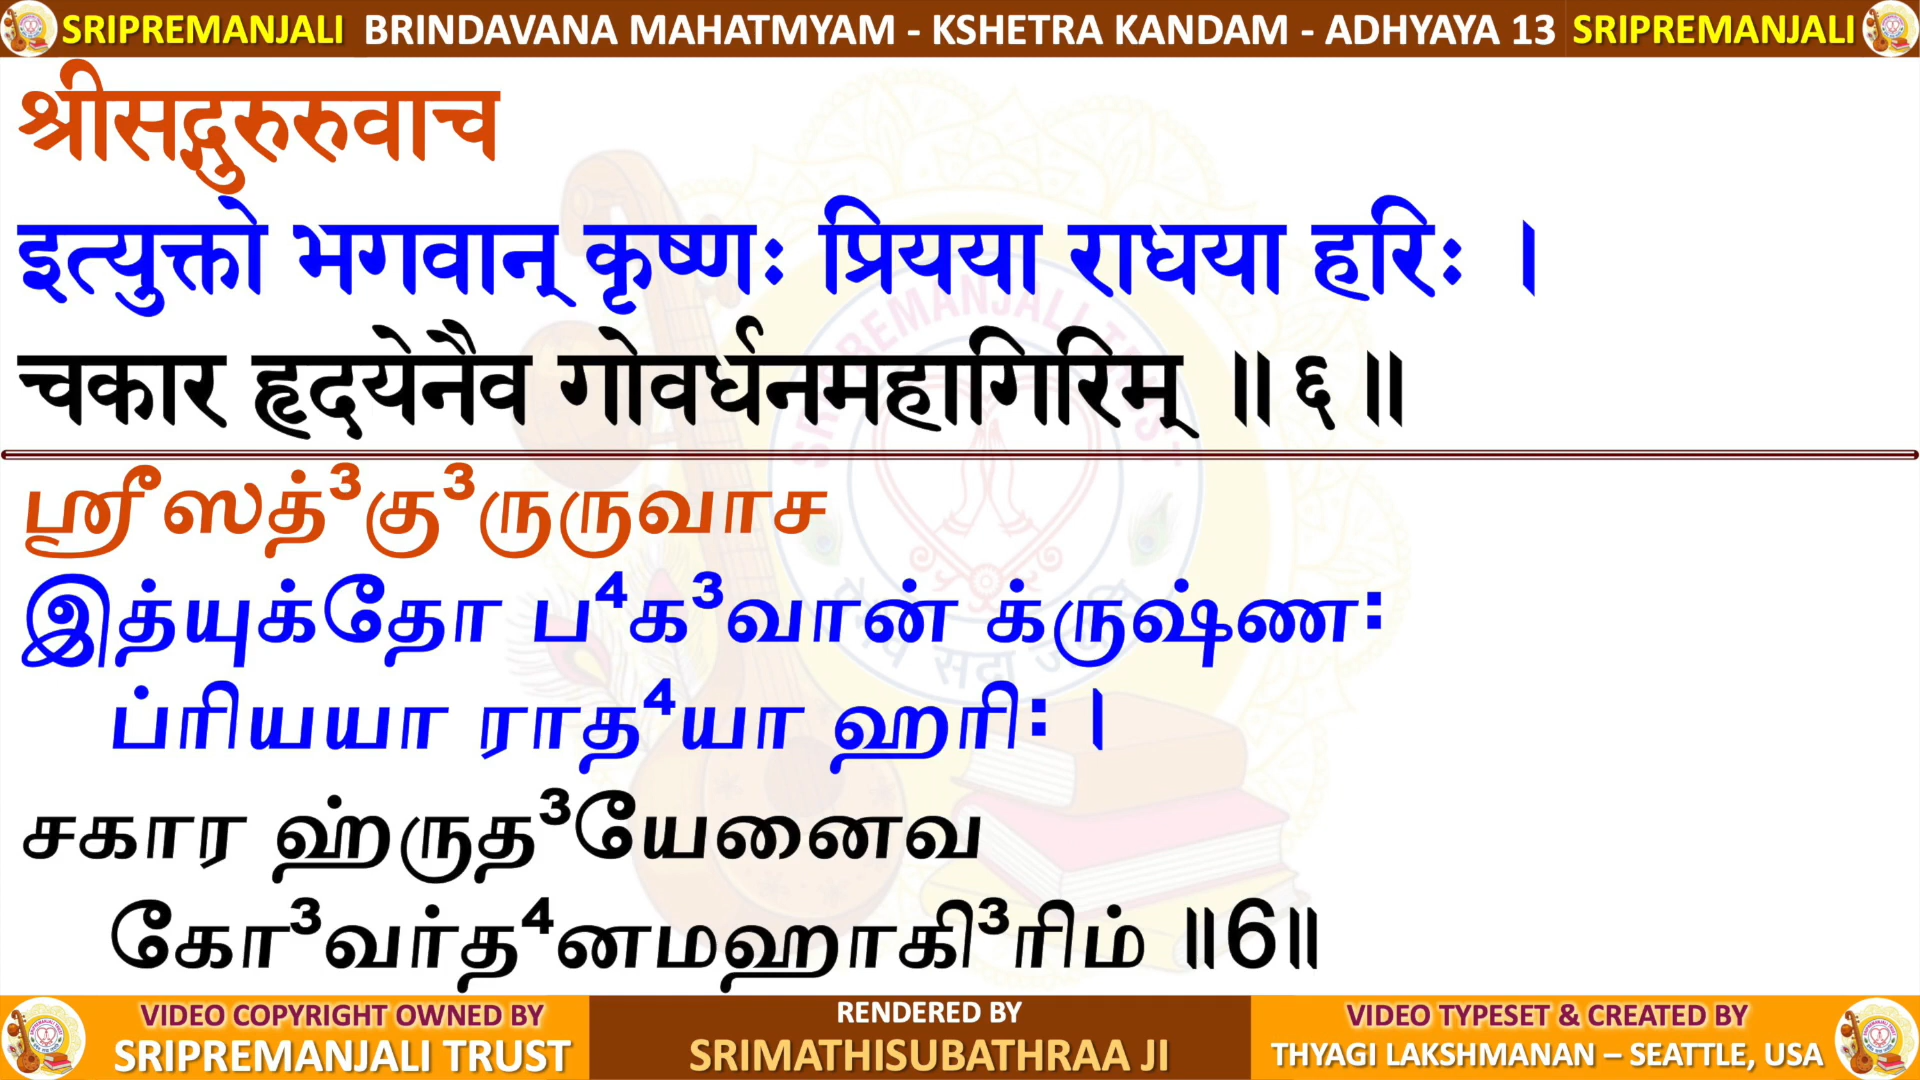 SRIPREMANJALI BRINDAVANA MAHATMYAM - KSHETRA KANDAM - ADHYAYA 13 SRIPREMANJALI
श्रीसद्गुरुरुवाच
इत्युक्तो भगवान् कृष्णः प्रियया राधया हरिः ।
चकार हृदयेनैव गोवर्धनमहागिरिम् ॥ ६ ॥
ஸ்ரீஸத்³கு³ருருவாச
இத்யுக்தோ ப⁴க³வான் க்ருஷ்ண:
ப்ரியயா ராத⁴யா ஹரி: ।
சகார ஹ்ருத³யேனைவ
கோ³வர்த⁴னமஹாகி³ரிம் ॥6॥
VIDEO COPYRIGHT OWNED BY
SRIPREMANJALI TRUST
RENDERED BY
SRIMATHISUBATHRAA JI
VIDEO TYPESET & CREATED BY
THYAGI LAKSHMANAN – SEATTLE, USA